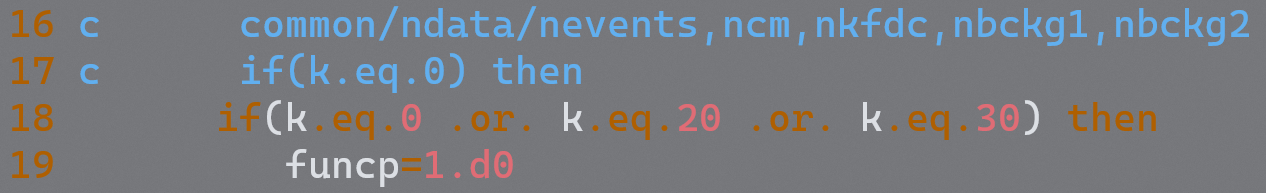 16 c      common/ndata/nevents,ncm,nkfdc,nbckg1,nbckg2
17 c      if(k.eq.0) then
18       if(k.eq.0 .or. k.eq.20 .or. k.eq.30) then
19          funcp=1.d0